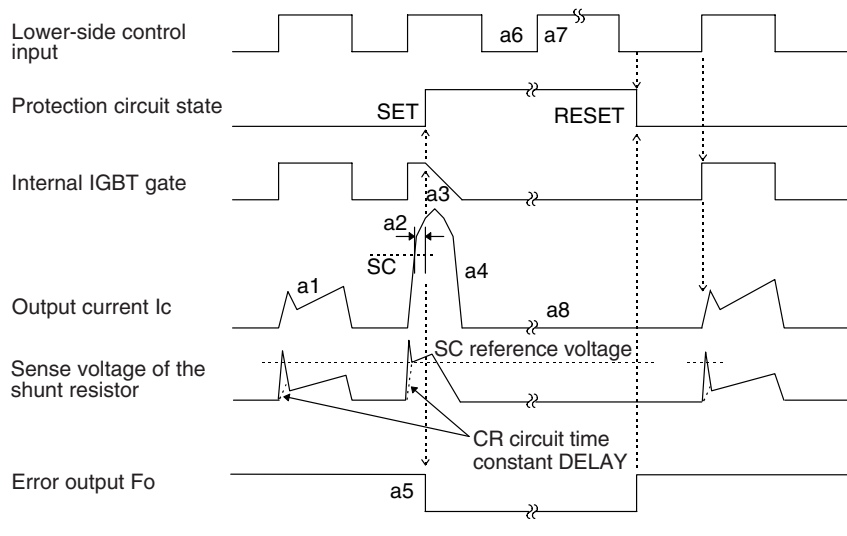 Lower-side control
input
a6
a7
Protection circuit state
SET
RESET
Internal IGBT gate
a3
a2
SC
a4
a1
Output current Ic
a8
SC reference voltage
Sense voltage of the
shunt resistor
CR circuit time
constant DELAY
Error output Fo
a5